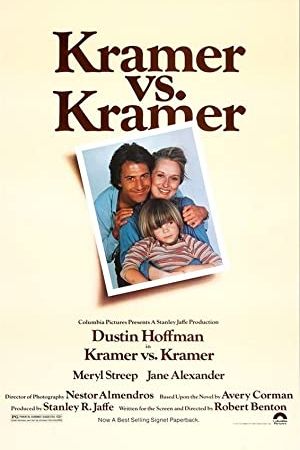 Kramer
vs.
Kramer
Columbia Pictures Presents A Stanley Jaffe Production
Dustin Hoffman
in
Kramer vs. Kramer
Meryl Streep Jane Alexander
Director of Photography Nestor Almendros Based Upon the Novel by Avery Corman
Produced by Stanley R. Jaffe Written for the Screen and Directed by Robert Benton
Now A Best Selling Signet Paperback.
PG